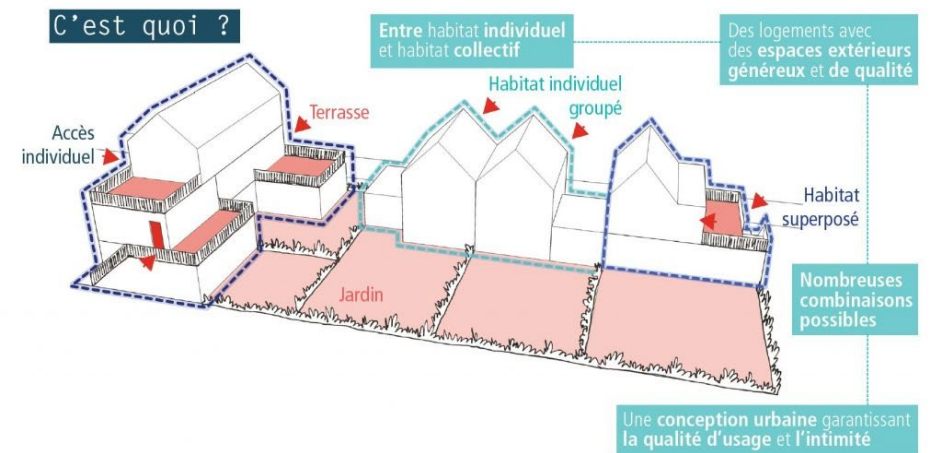 C'est quoi ?
Entre habitat individuel
et habitat collectif
Des logements avec
des espaces extérieurs
généreux et de qualité
Habitat individuel
groupé
Terrasse
Accès
individuel
Habitat
superposé
Jardin
Nombreuses
combinaisons
possibles
Une conception urbaine garantissant
la qualité d'usage et l'intimité